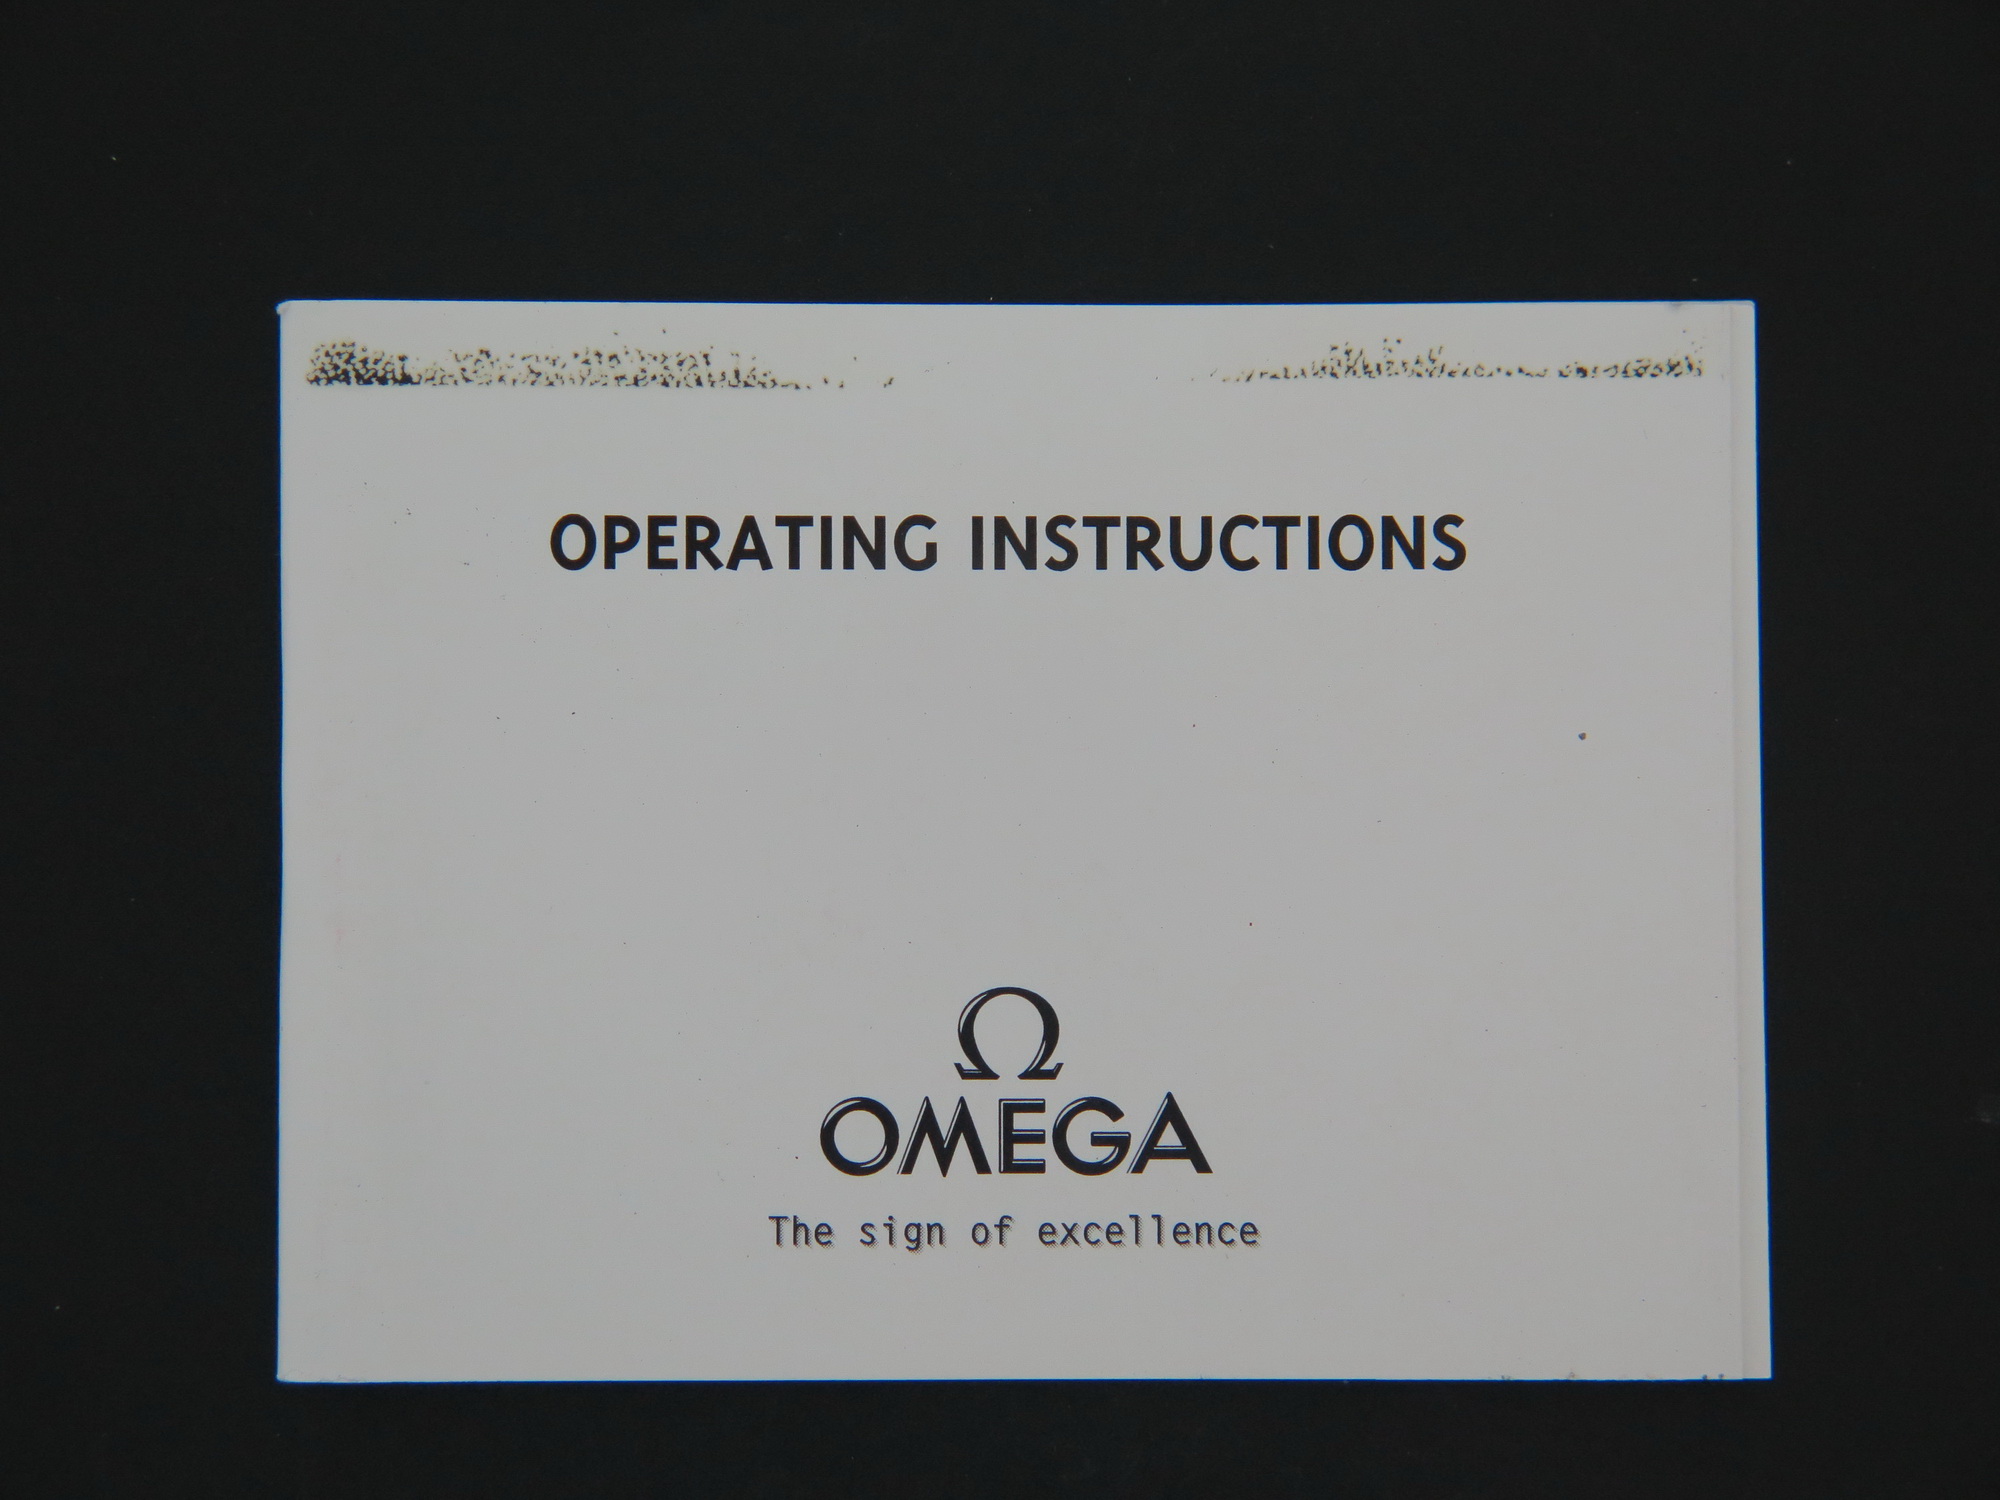 OPERATING INSTRUCTIONS
Ω
OMEGA
The sign of excellence